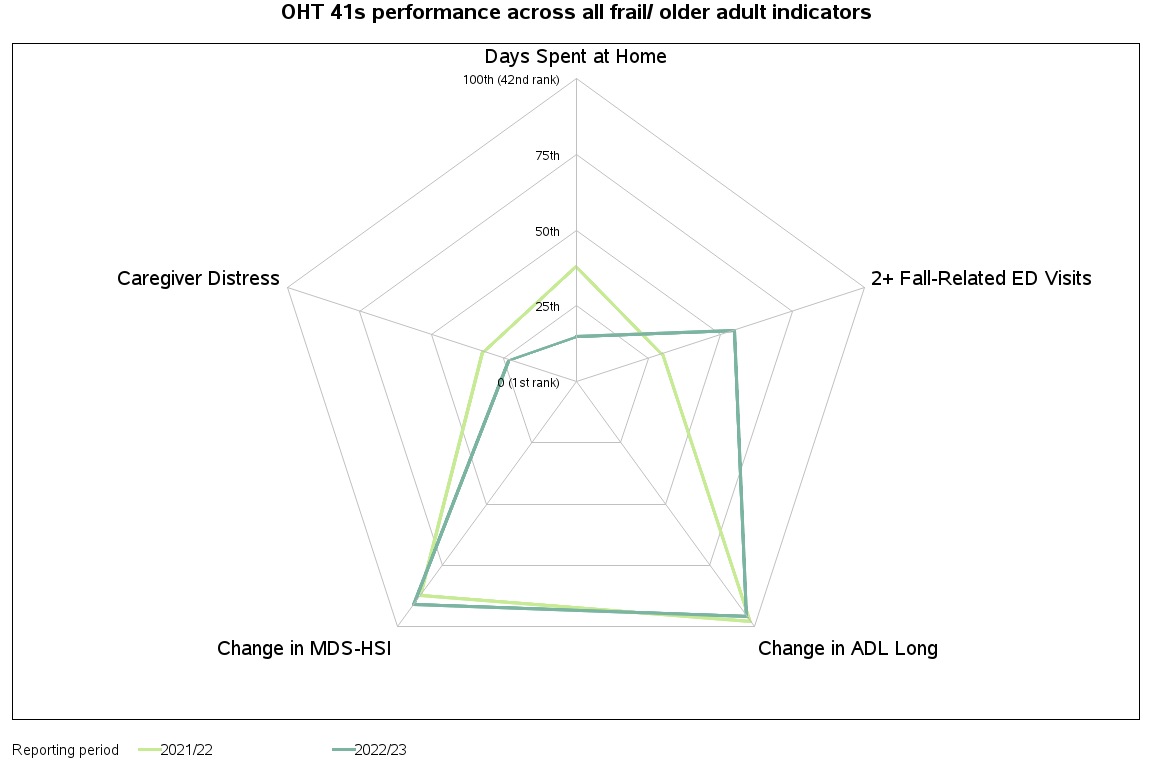 OHT 41s performance across all frail/ older adult indicators
Days Spent at Home
100th (42nd rank)
75th
50th
25th
0 (1st rank)
Caregiver Distress
2+ Fall-Related ED Visits
Change in MDS-HSI
Change in ADL Long
Reporting period 2021/22 2022/23